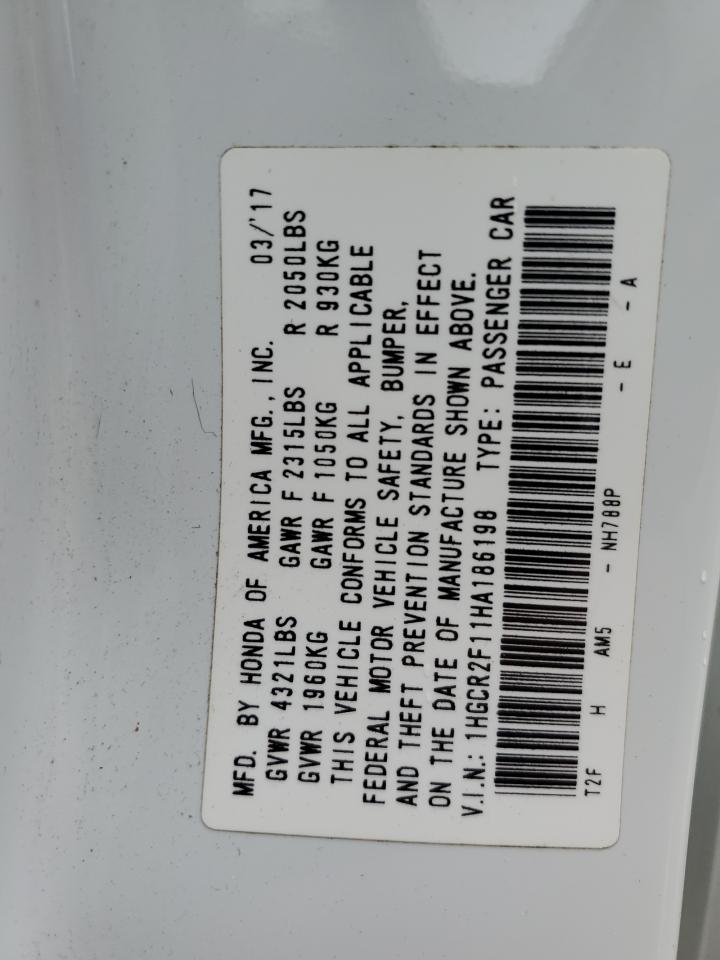 MFD. BY HONDA OF AMERICA MFG., INC. 03/'17
GVWR 4321LBS GAWR F 2315LBS R 2050LBS
GVWR 1960KG GAWR F 1050KG R 930KG
THIS VEHICLE CONFORMS TO ALL APPLICABLE
FEDERAL MOTOR VEHICLE SAFETY, BUMPER,
AND THEFT PREVENTION STANDARDS IN EFFECT
ON THE DATE OF MANUFACTURE SHOWN ABOVE.
V.I.N.: 1HGCR2F11HA186198 TYPE: PASSENGER CAR
T2F H AM5 - NH788P - E - A